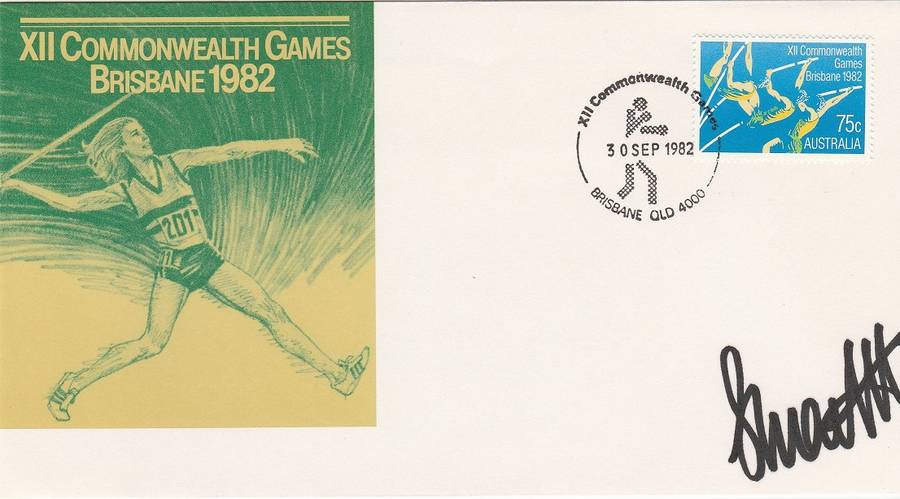 XII COMMONWEALTH GAMES
BRISBANE 1982
201
XII Commonwealth Games
30 SEP 1982
BRISBANE QLD 4000
XII Commonwealth
Games
Brisbane 1982
75c
AUSTRALIA